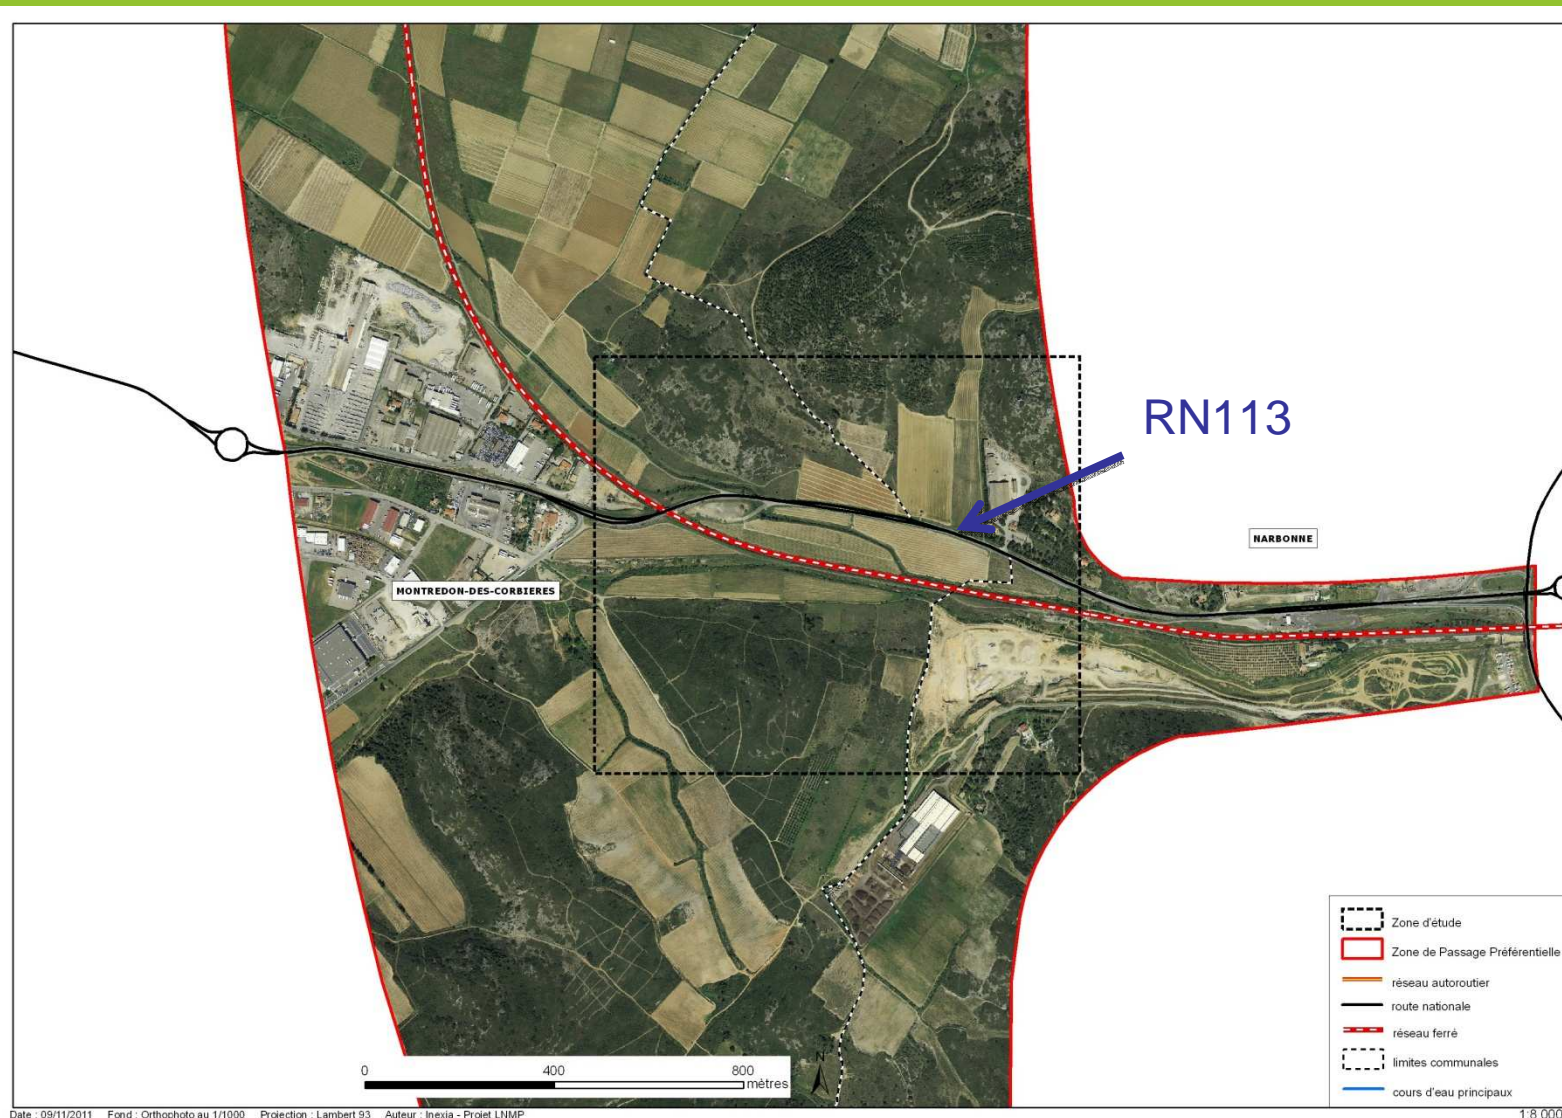 RN113
NARBONNE
MONTREDON-DES-CORBIERES
Zone d'étude
Zone de Passage Préférentielle
réseau autoroutier
route nationale
réseau ferré
limites communales
cours d'eau principaux
0 400 800
mètres
N
Date : 09/11/2011 Fond : Orthophoto au 1/1000 Projection : Lambert 93 Auteur : Inexia - Projet LNMP 1:8 000